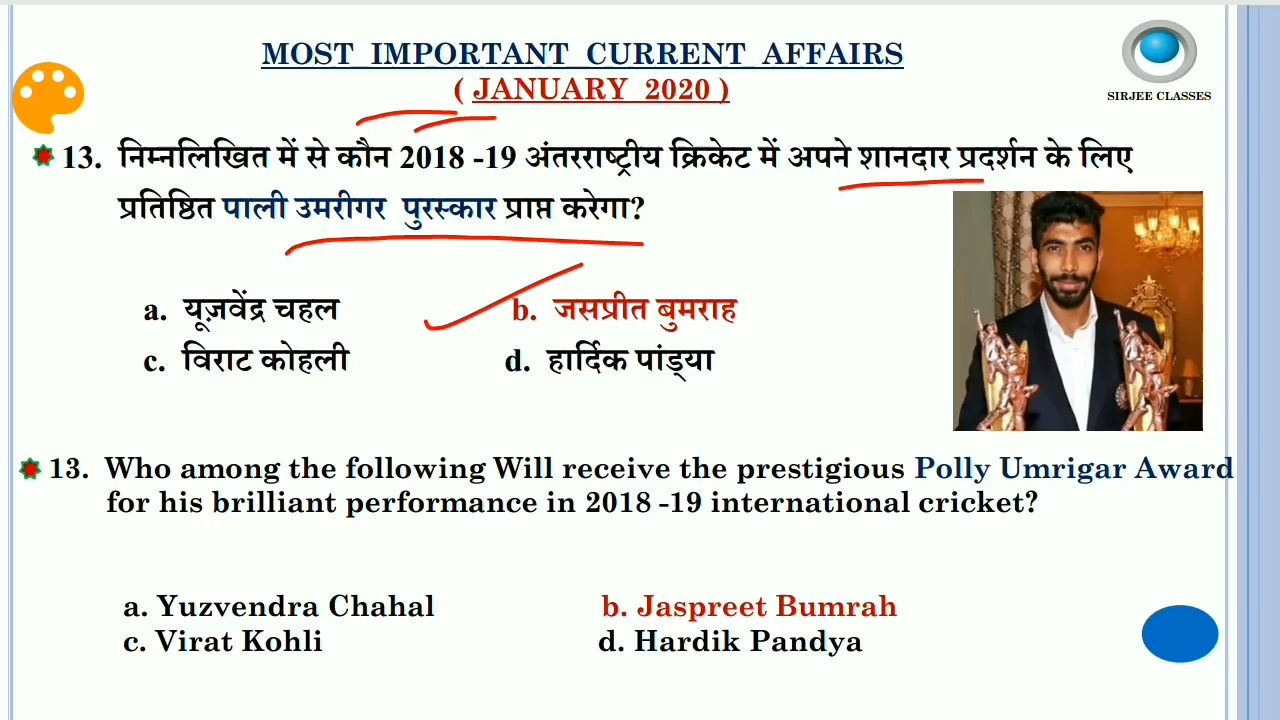 MOST IMPORTANT CURRENT AFFAIRS
( JANUARY 2020 )
SIRJEE CLASSES
13. निम्नलिखित में से कौन 2018 -19 अंतरराष्ट्रीय क्रिकेट में अपने शानदार प्रदर्शन के लिए
प्रतिष्ठित पाली उमरीगर पुरस्कार प्राप्त करेगा?
a. यूज़वेंद्र चहल b. जसप्रीत बुमराह
c. विराट कोहली d. हार्दिक पांड्या
13. Who among the following Will receive the prestigious Polly Umrigar Award
for his brilliant performance in 2018 -19 international cricket?
a. Yuzvendra Chahal b. Jaspreet Bumrah
c. Virat Kohli d. Hardik Pandya